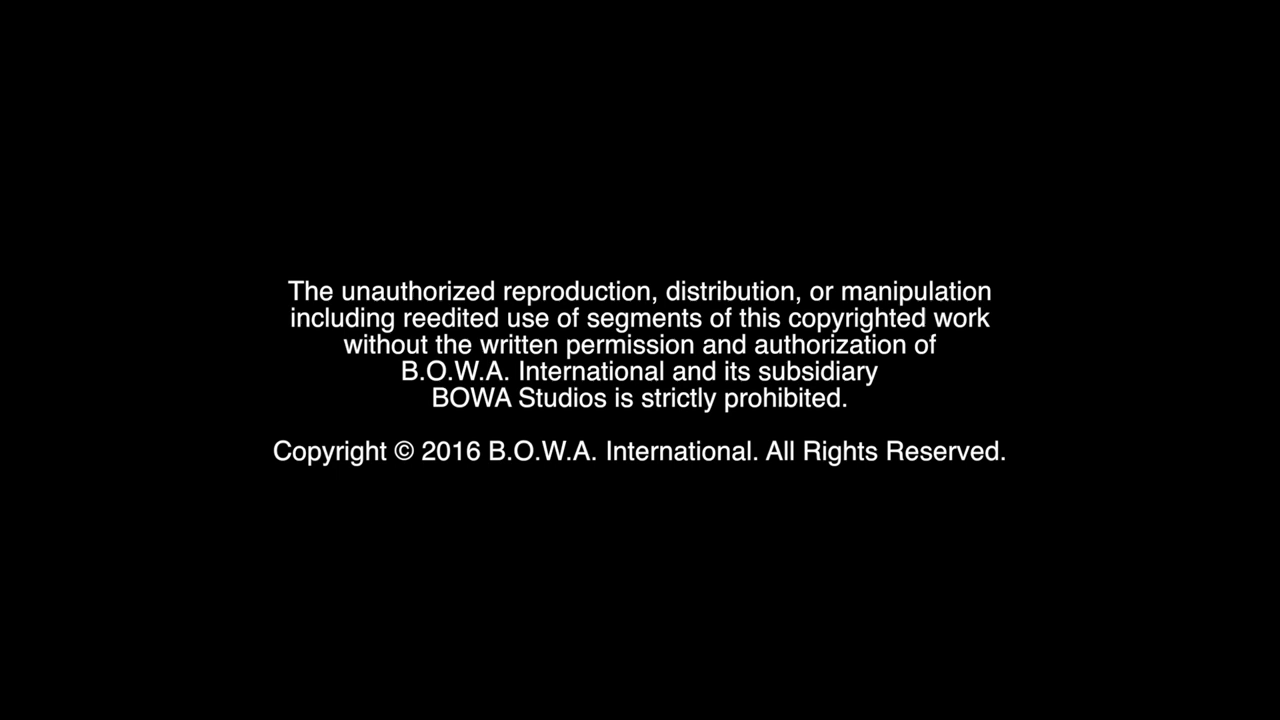 The unauthorized reproduction, distribution, or manipulation
including reedited use of segments of this copyrighted work
without the written permission and authorization of
B.O.W.A. International and its subsidiary
BOWA Studios is strictly prohibited.
Copyright © 2016 B.O.W.A. International. All Rights Reserved.